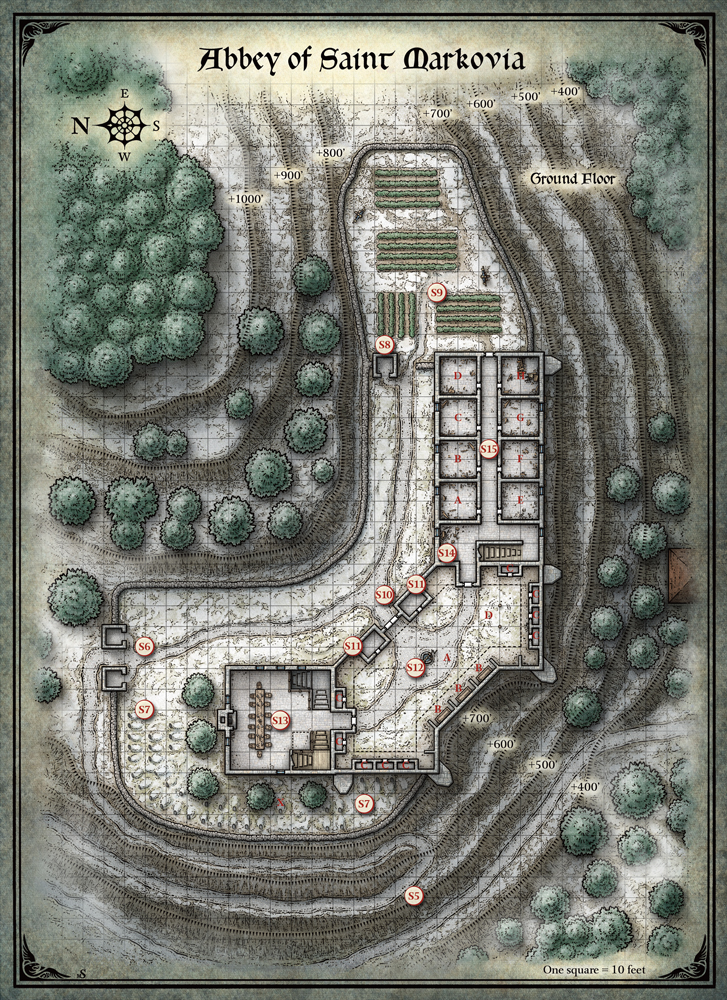 Abbey of Saint Markovia
E
N
S
W
+400'
+500'
+600'
+700'
+800'
+900'
+1000'
Ground Floor
S9
S8
D
H
C
G
S15
B
F
A
E
S14
S11
S10
D
S6
S11
A
S12
B
B
B
S7
S13
+700'
+600'
+500'
C
+400'
X
S7
S5
One square = 10 feet